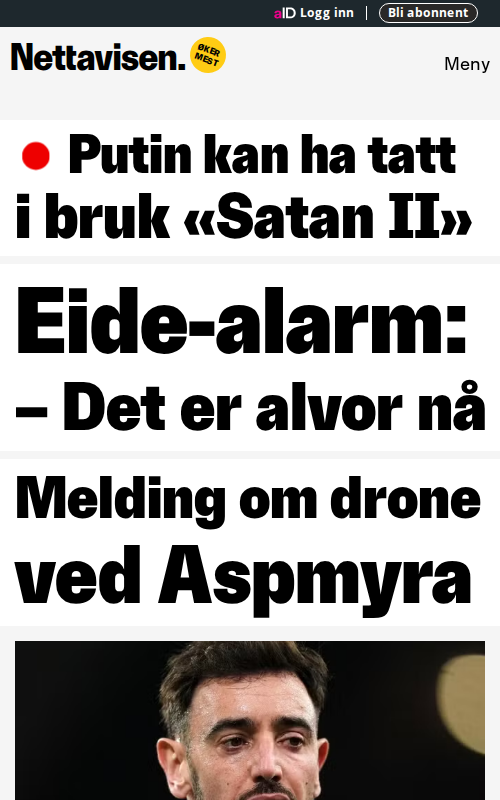 aID Logg inn
Bli abonnent
Nettavisen.
ØKER
MEST
Meny
Putin kan ha tatt
i bruk «Satan II»
Eide-alarm:
– Det er alvor nå
Melding om drone
ved Aspmyra